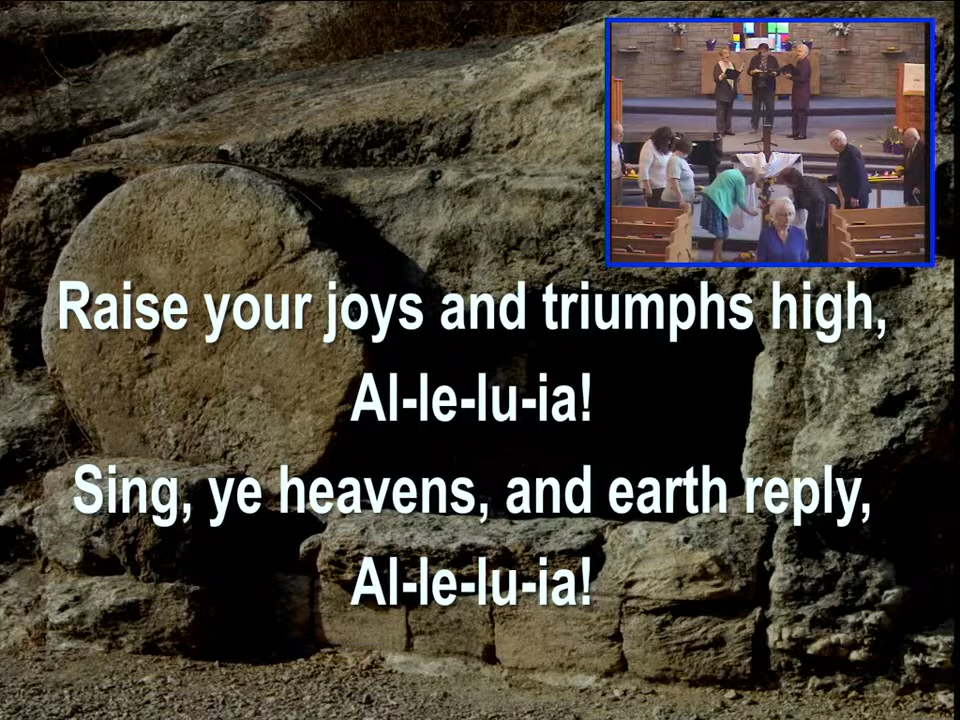 Raise your joys and triumphs high,
Al-le-lu-ia!
Sing, ye heavens, and earth reply,
Al-le-lu-ia!